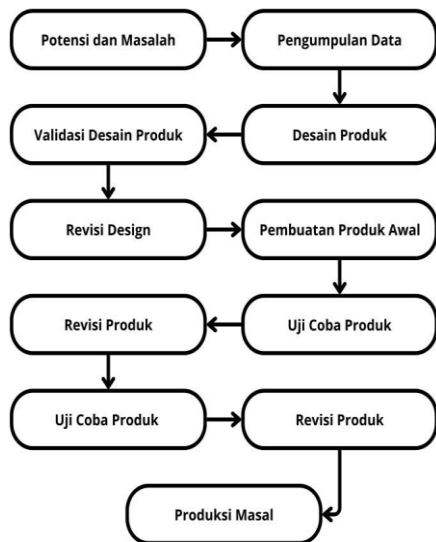 Potensi dan Masalah
Pengumpulan Data
Desain Produk
Validasi Desain Produk
Revisi Design
Pembuatan Produk Awal
Uji Coba Produk
Revisi Produk
Uji Coba Produk
Revisi Produk
Produksi Masal